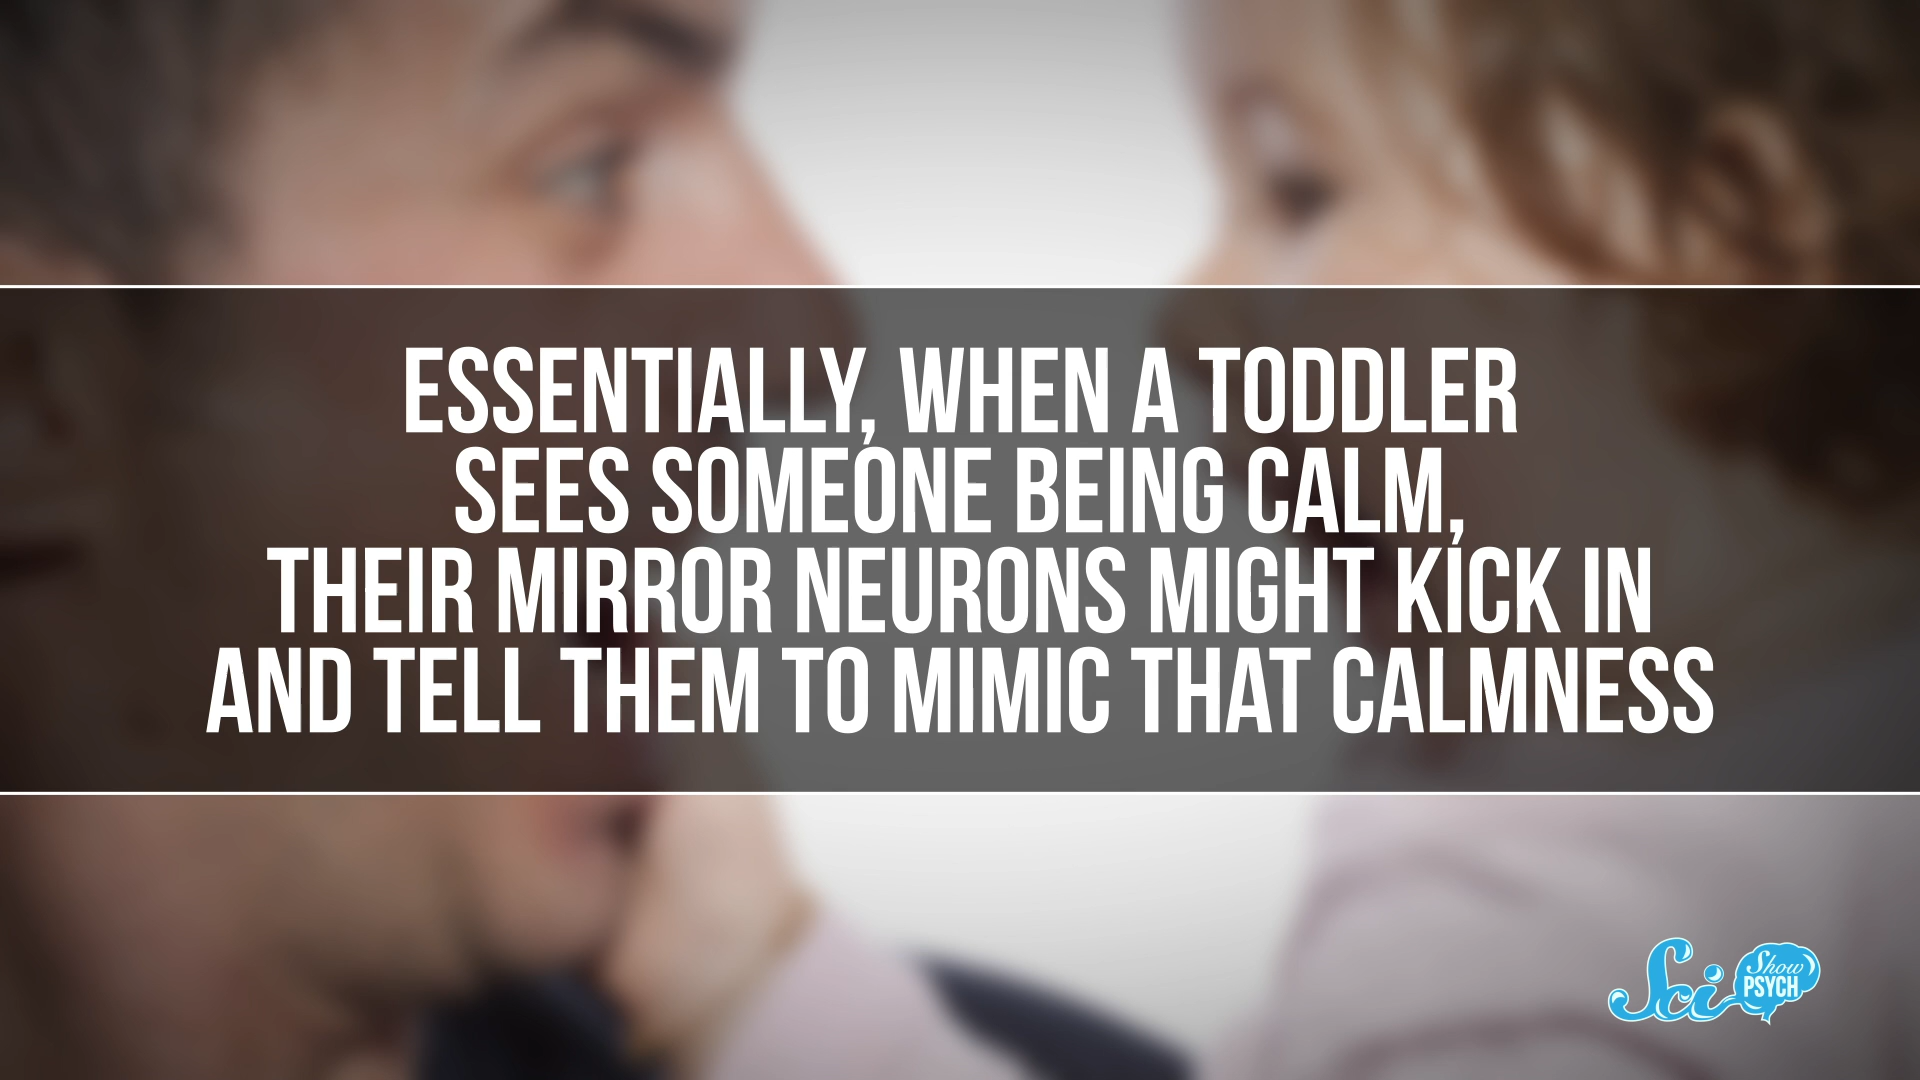 ESSENTIALLY, WHEN A TODDLER
SEES SOMEONE BEING CALM,
THEIR MIRROR NEURONS MIGHT KICK IN
AND TELL THEM TO MIMIC THAT CALMNESS
Sci Show
PSYCH